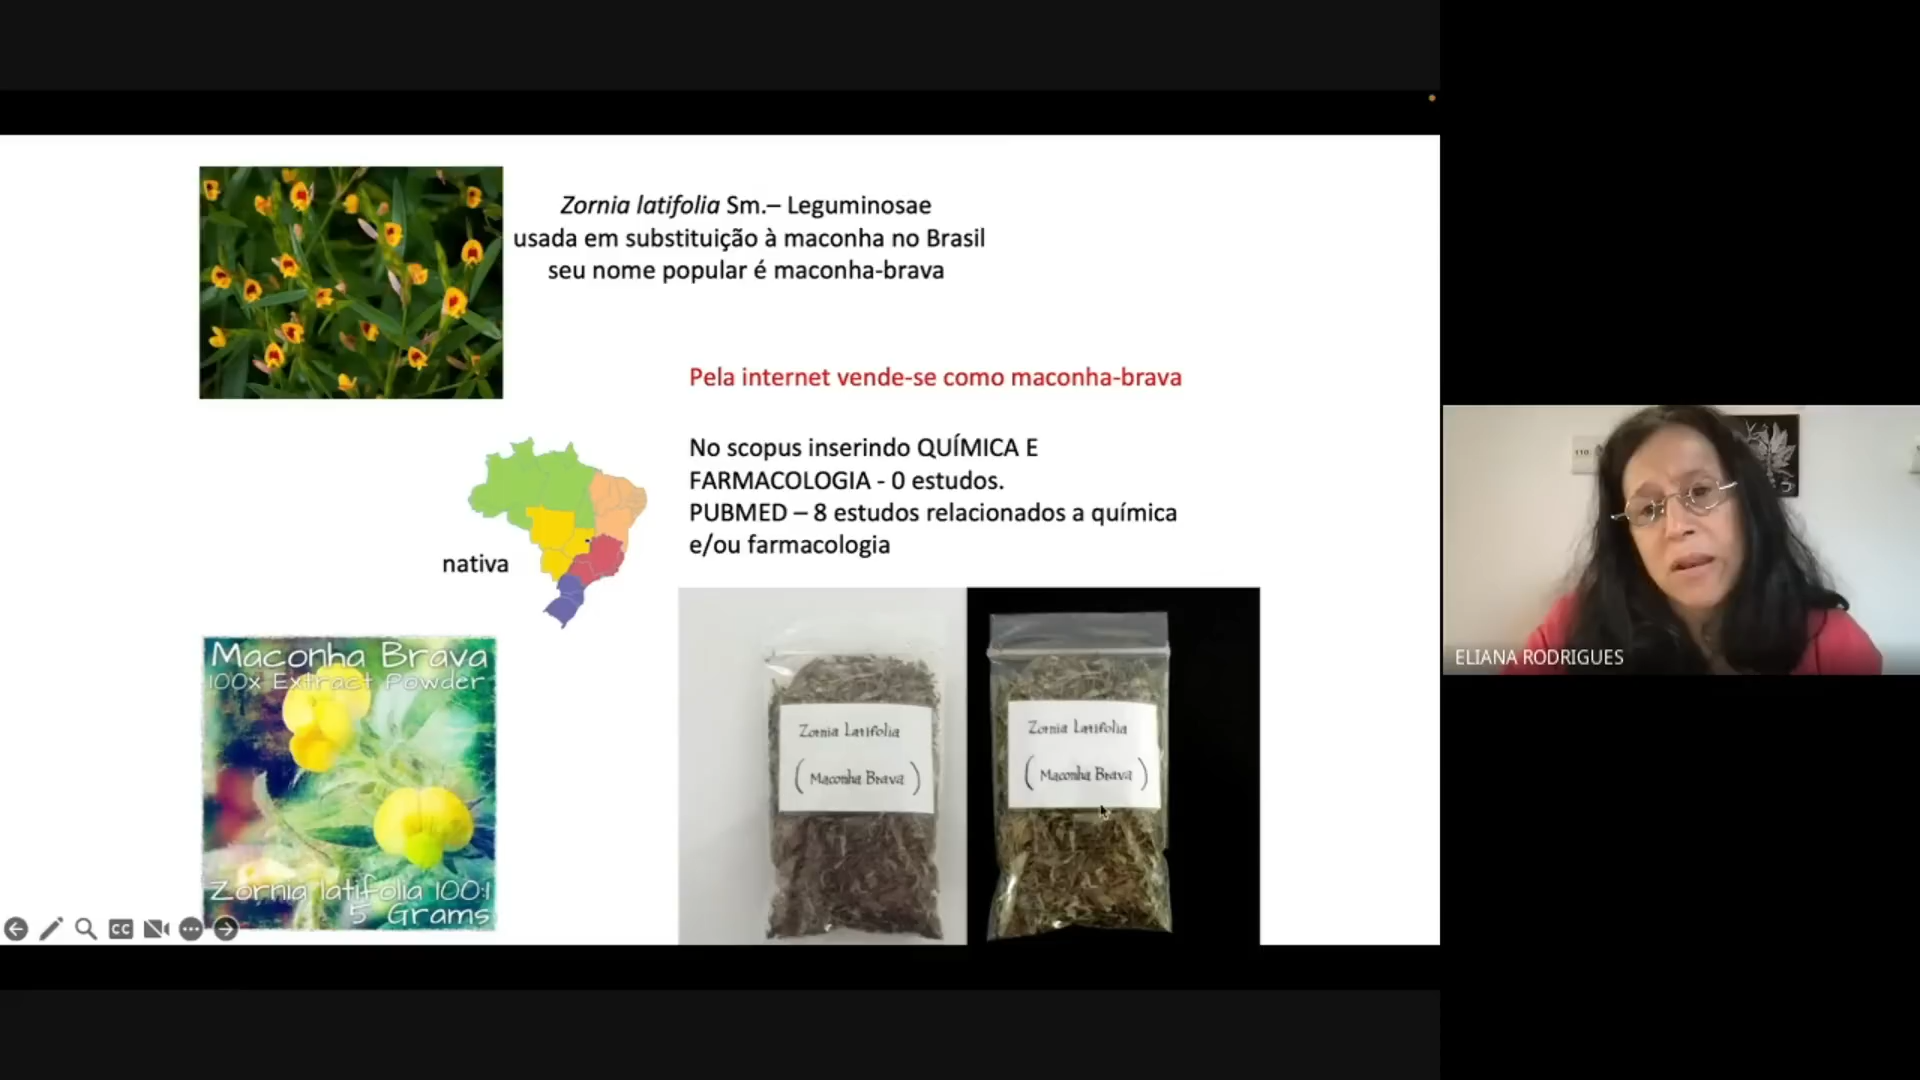 Zornia latifolia Sm.– Leguminosae
usada em substituição à maconha no Brasil
seu nome popular é maconha-brava
Pela internet vende-se como maconha-brava
No scopus inserindo QUÍMICA E
FARMACOLOGIA - 0 estudos.
PUBMED – 8 estudos relacionados a química
e/ou farmacologia
nativa
Maconha Brava
100x Extract Powder
Zornia latifolia 100:1
5 Grams
Zornia Latifolia
(Maconha Brava)
Zornia Latifolia
(Maconha Brava)
CC
110
ELIANA RODRIGUES